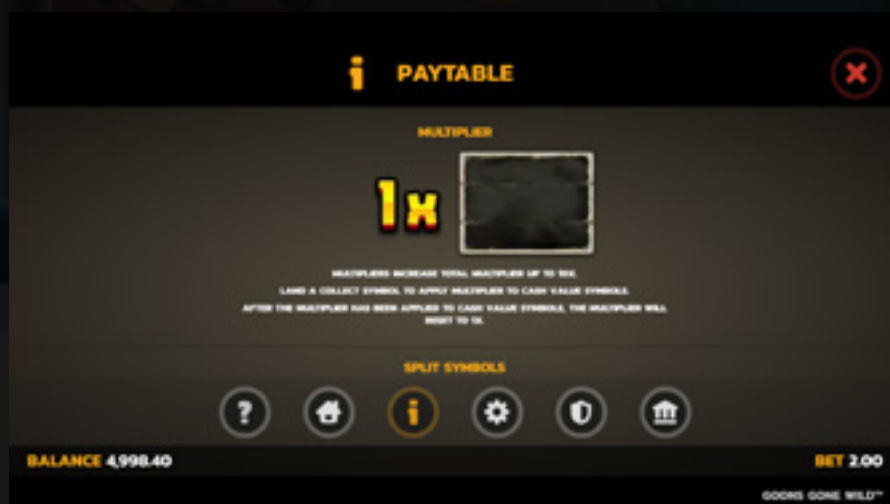 i PAYTABLE
MULTIPLIER
1x
MULTIPLIERS INCREASE TOTAL MULTIPLIER UP TO 10X.
LAND A COLLECT SYMBOL TO APPLY MULTIPLIER TO CASH VALUE SYMBOLS.
AFTER THE MULTIPLIER HAS BEEN APPLIED TO CASH VALUE SYMBOLS, THE MULTIPLIER WILL
RESET TO 1X.
SPLIT SYMBOLS
? i
BALANCE 4,998.40 BET 2.00
GOONS GONE WILD™